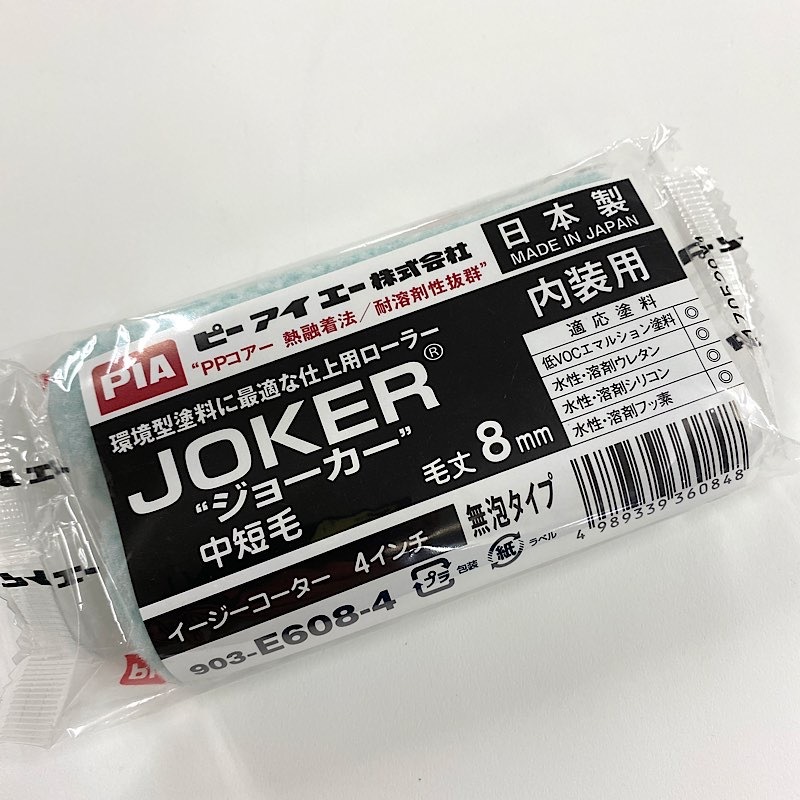 日本製
MADE IN JAPAN
PIA
ピーアイエー株式会社
“PPコアー 熱融着法/耐溶剤性抜群”
内装用
適応塗料
低VOCエマルション塗料 ◎
水性・溶剤ウレタン ◎
水性・溶剤シリコン ◎
水性・溶剤フッ素 ◎
環境型塗料に最適な仕上用ローラー
JOKER®
“ジョーカー”
中短毛
毛丈 8mm
無泡タイプ
イージーコーター 4インチ
903-E608-4
プラ 包装
紙 ラベル
4 989339 360848